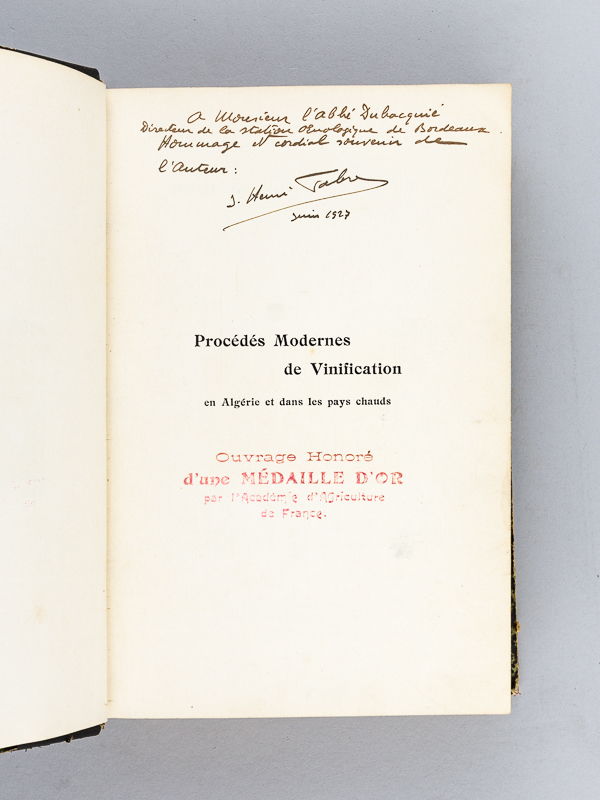 A Monsieur l'Abbé Dubacquié
Directeur de la station Œnologique de Bordeaux.
Hommage et cordial souvenir de
l'Auteur :
J. Henri Fabre
Juin 1927
Procédés Modernes
de Vinification
en Algérie et dans les pays chauds
Ouvrage Honoré
d'une MÉDAILLE D'OR
par l'Académie d'Agriculture
de France.